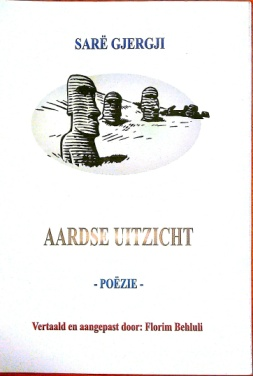 SARË GJERGJI
AARDSE UITZICHT
- POËZIE -
Vertaald en aangepast door: Florim Behluli